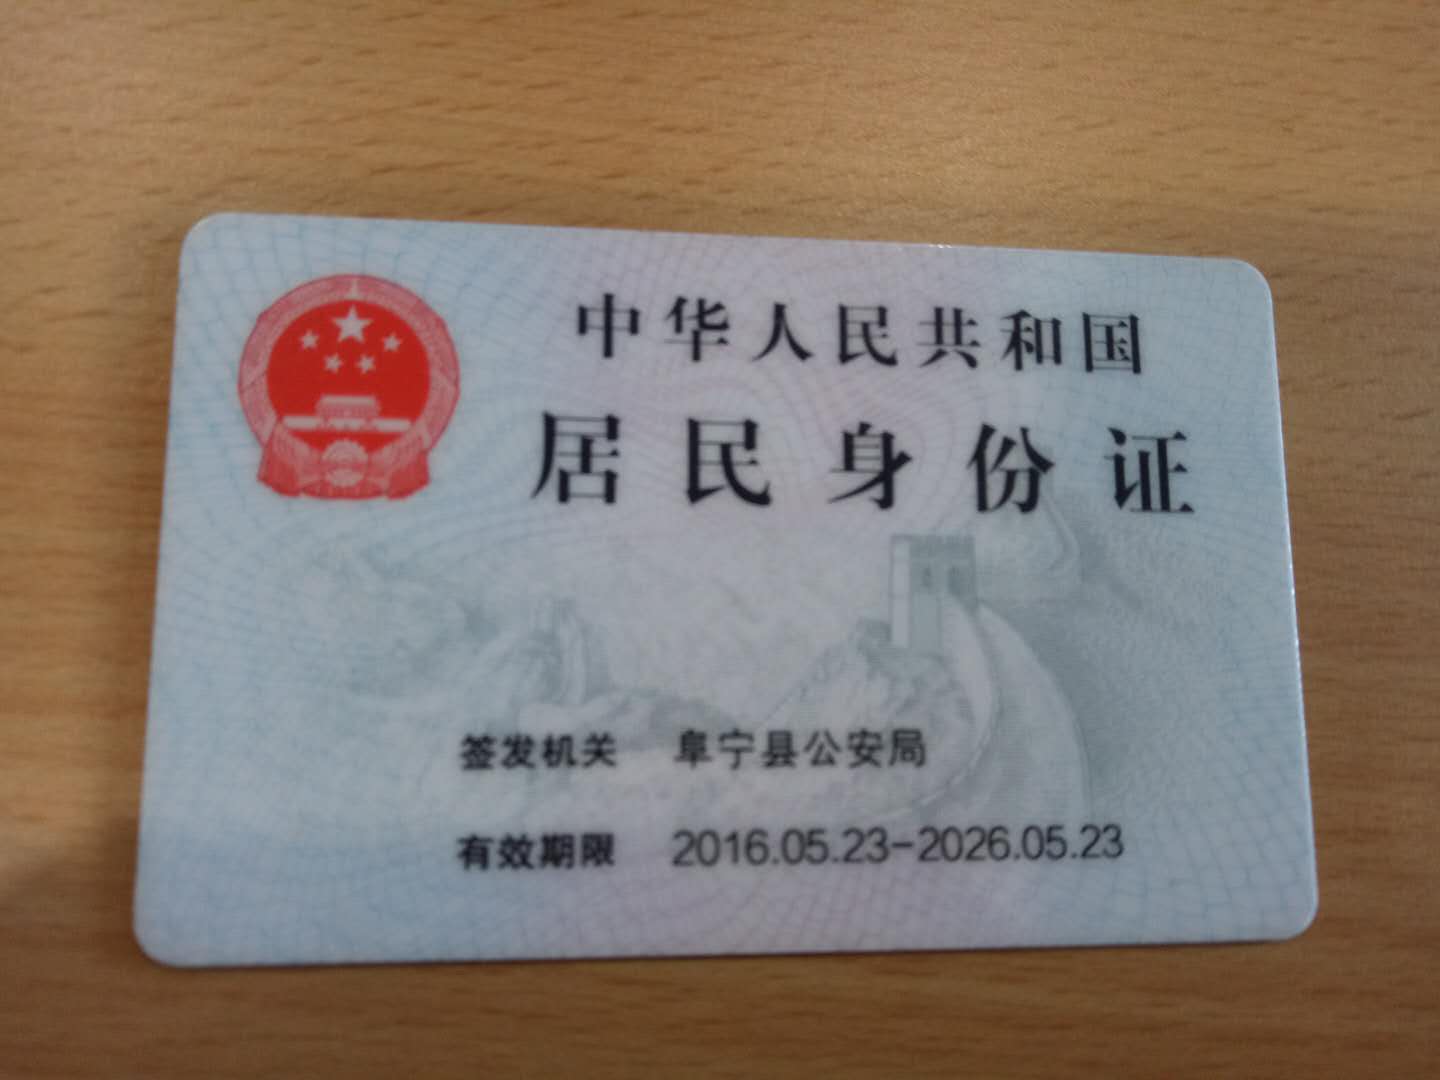 中华人民共和国
居民身份证
签发机关 阜宁县公安局
有效期限 2016.05.23-2026.05.23